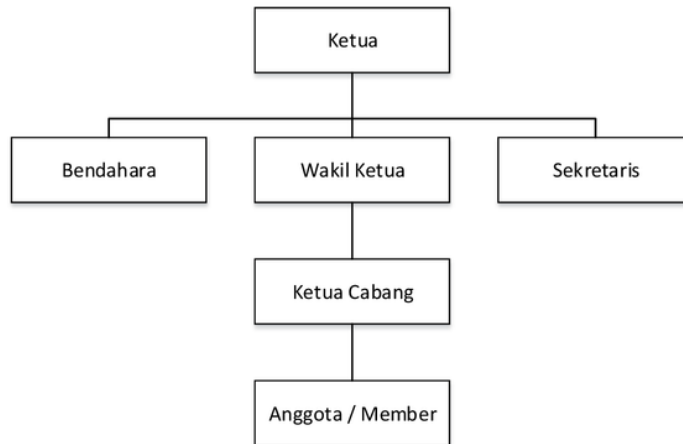 Ketua
Bendahara
Wakil Ketua
Sekretaris
Ketua Cabang
Anggota / Member